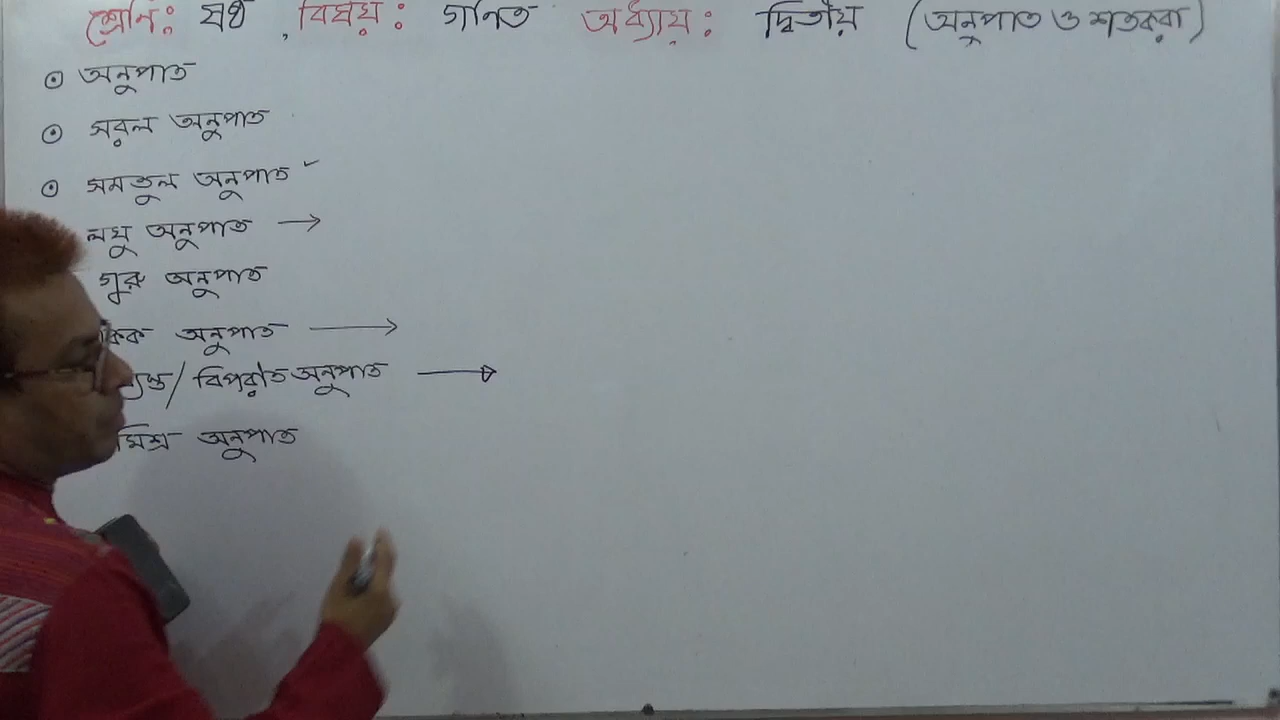 শ্রেণি: ষষ্ঠ , বিষয়: গণিত অধ্যায়: দ্বিতীয় (অনুপাত ও শতকরা)
অনুপাত
সরল অনুপাত
সমতুল অনুপাত
লঘু অনুপাত →
গুরু অনুপাত
অনুপাত →
/ বিপরীত অনুপাত →
মিশ্র অনুপাত